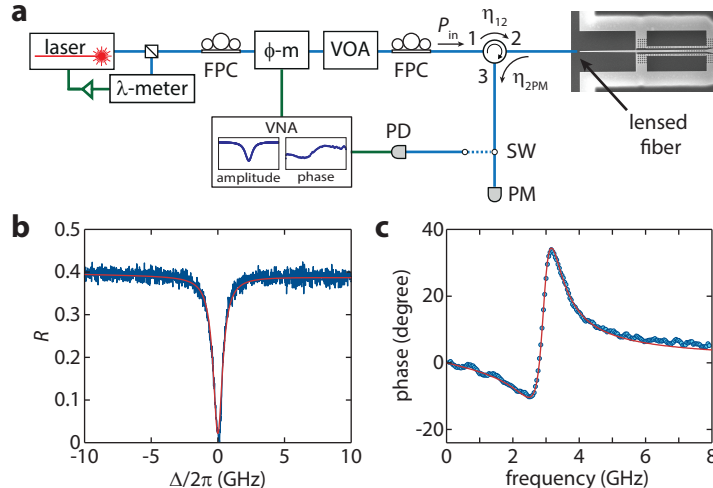 a
laser
λ-meter
FPC
ϕ-m
VOA
FPC
P_in
η_12
1
2
3
η_2PM
lensed
fiber
VNA
amplitude
phase
PD
SW
PM
b
R
0.5
0.4
0.3
0.2
0.1
0
-10
-5
0
5
10
Δ/2π (GHz)
c
phase (degree)
40
20
0
-20
0
2
4
6
8
frequency (GHz)